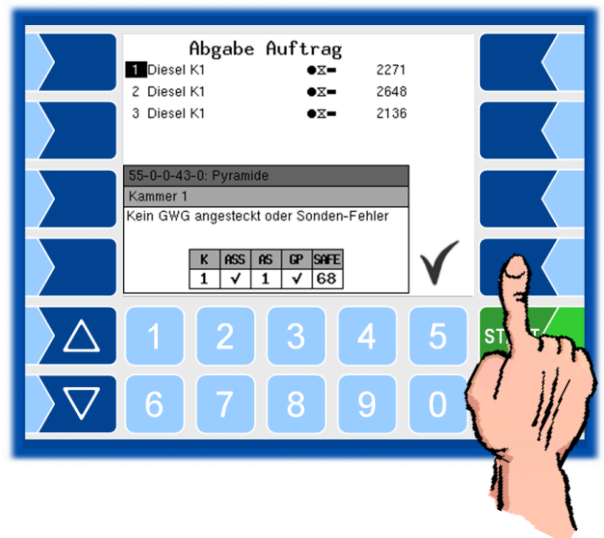 Abgabe Auftrag
1 Diesel K1 2271
2 Diesel K1 2648
3 Diesel K1 2136
55-0-0-43-0: Pyramide
Kammer 1
Kein GWG angesteckt oder Sonden-Fehler
K ASS AS GP SAFE
1 ✓ 1 ✓ 68
1 2 3 4 5
6 7 8 9 0